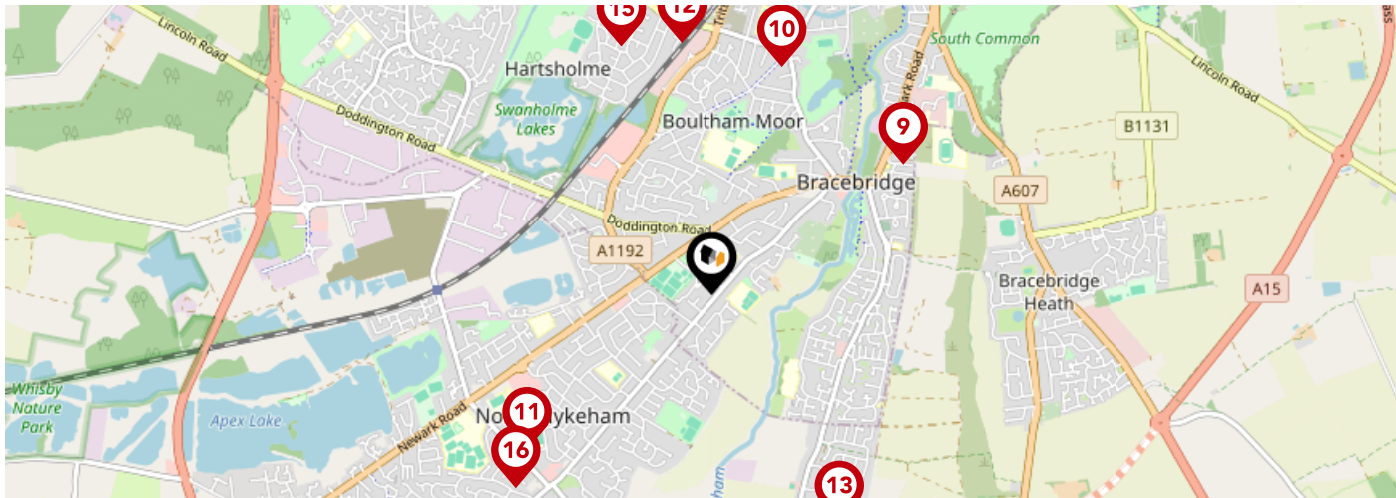 15
12
10
Lincoln Road
South Common
Hartsholme
Lincoln Road
Swanholme
Lakes
Doddington Road
Boultham Moor
9
B1131
Bracebridge
A607
Doddington Road
A1192
Bracebridge
Heath
A15
Whisby
Nature
Park
Apex Lake
Newark Road
11
16
13